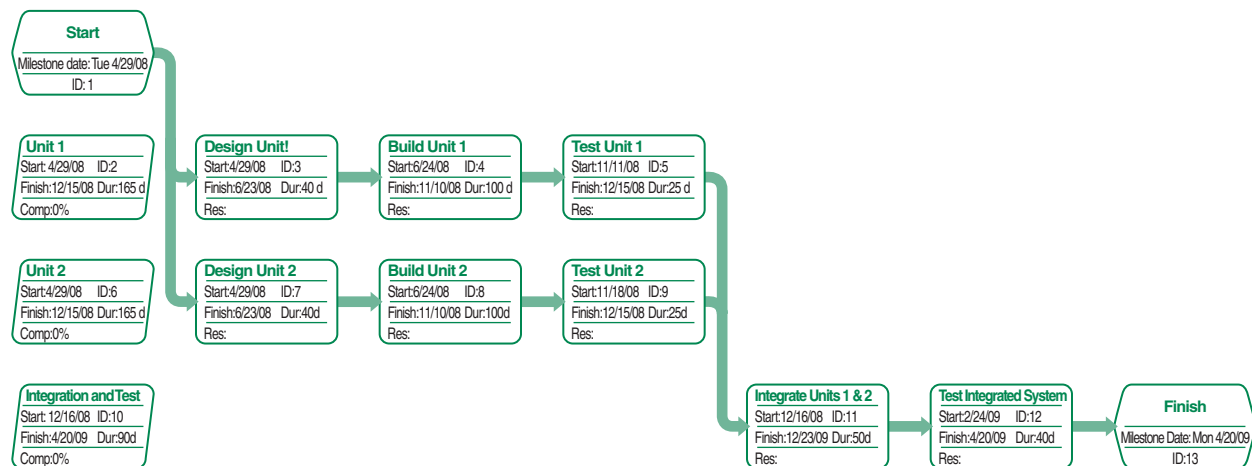 Start
Milestone date: Tue 4/29/08
ID: 1
Unit 1
Start: 4/29/08 ID:2
Finish:12/15/08 Dur:165 d
Comp:0%
Design Unit!
Start:4/29/08 ID:3
Finish:6/23/08 Dur:40 d
Res:
Build Unit 1
Start:6/24/08 ID:4
Finish:11/10/08 Dur:100 d
Res:
Test Unit 1
Start:11/11/08 ID:5
Finish:12/15/08 Dur:25 d
Res:
Unit 2
Start:4/29/08 ID:6
Finish:12/15/08 Dur:165 d
Comp:0%
Design Unit 2
Start:4/29/08 ID:7
Finish:6/23/08 Dur:40d
Res:
Build Unit 2
Start:6/24/08 ID:8
Finish:11/10/08 Dur:100d
Res:
Test Unit 2
Start:11/18/08 ID:9
Finish:12/15/08 Dur:25d
Res:
Integration and Test
Start: 12/16/08 ID:10
Finish:4/20/09 Dur:90d
Comp:0%
Integrate Units 1 & 2
Start:12/16/08 ID:11
Finish:12/23/09 Dur:50d
Res:
Test Integrated System
Start:2/24/09 ID:12
Finish:4/20/09 Dur:40d
Res:
Finish
Milestone Date: Mon 4/20/09
ID:13